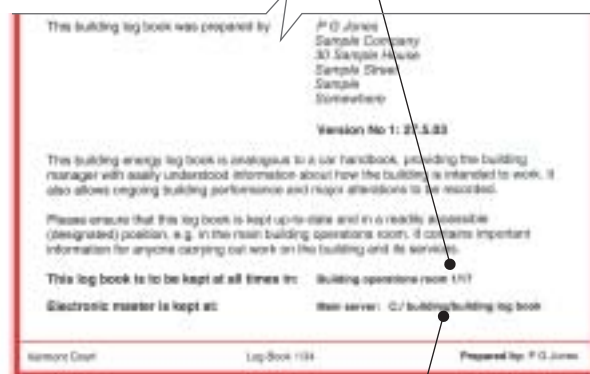 This building log book was prepared by P G Jones
Sample Company
30 Sample House
Sample Street
Sample
Somewhere
Version No 1: 27.5.03
This building energy log book is analogous to a car handbook, providing the building
manager with easily understood information about how the building is intended to work. It
also allows ongoing building performance and major alterations to be recorded.
Please ensure that this log book is kept up-to-date and in a readily accessible
(designated) position, e.g. in the main building operations room. It contains important
information for anyone carrying out work on the building and its services.
This log book is to be kept at all times in: Building operations room 1/17
Electronic master is kept at: Main server: C:/ building/building log book
Court Log Book Prepared by: P G Jones